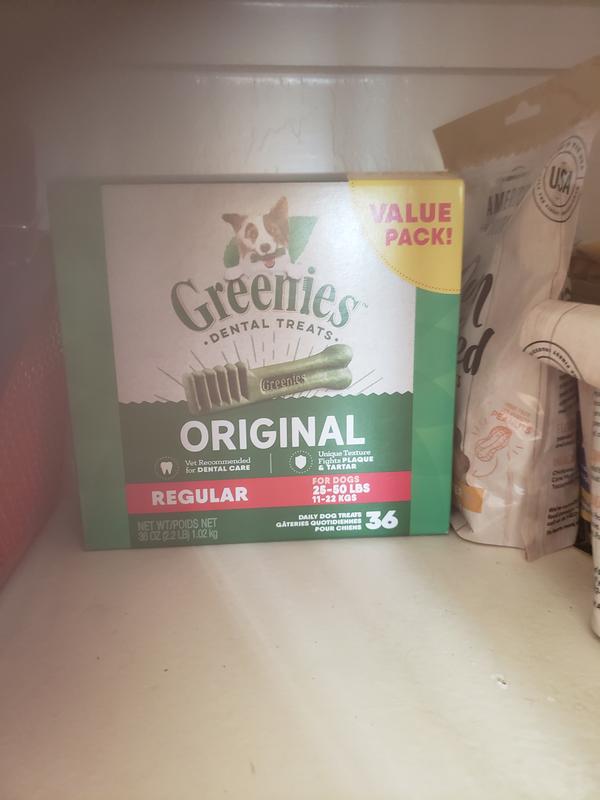 VALUE
PACK!
Greenies™
·DENTAL TREATS·
Greenies
ORIGINAL
Vet Recommended
for DENTAL CARE
Unique Texture
Fights PLAQUE
& TARTAR
REGULAR
FOR DOGS
25-50 LBS
11-22 KGS
NET WT/POIDS NET
36 OZ (2.2 LB) 1.02 kg
DAILY DOG TREATS
GÂTERIES QUOTIDIENNES
POUR CHIENS
36
USA
PEANUTS